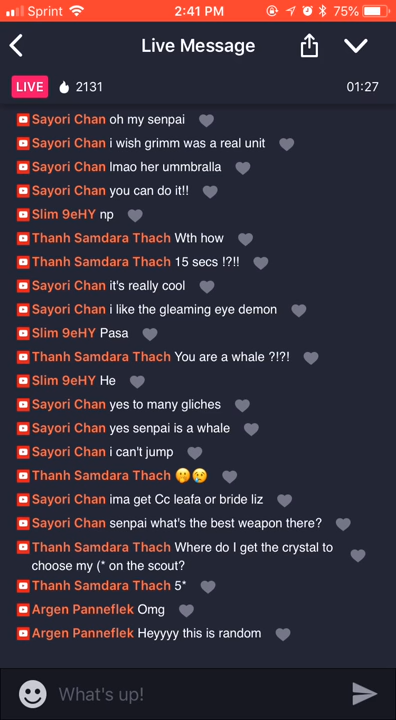 Sprint 2:41 PM 75%
Live Message
LIVE 2131 01:27
Sayori Chan oh my senpai
Sayori Chan i wish grimm was a real unit
Sayori Chan lmao her ummbralla
Sayori Chan you can do it!!
Slim 9eHY np
Thanh Samdara Thach Wth how
Thanh Samdara Thach 15 secs !?!!
Sayori Chan it's really cool
Sayori Chan i like the gleaming eye demon
Slim 9eHY Pasa
Thanh Samdara Thach You are a whale ?!?!
Slim 9eHY He
Sayori Chan yes to many gliches
Sayori Chan yes senpai is a whale
Sayori Chan i can't jump
Thanh Samdara Thach 🤭😢
Sayori Chan ima get Cc leafa or bride liz
Sayori Chan senpai what's the best weapon there?
Thanh Samdara Thach Where do I get the crystal to
choose my (* on the scout?
Thanh Samdara Thach 5*
Argen Panneflek Omg
Argen Panneflek Heyyyy this is random
What's up!